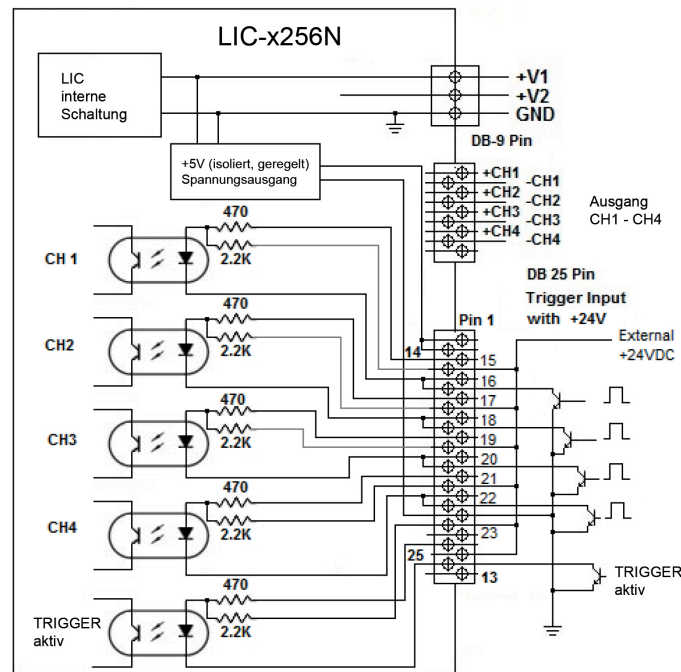 LIC-x256N
LIC
interne
Schaltung
+V1
+V2
GND
DB-9 Pin
+5V (isoliert, geregelt)
Spannungsausgang
+CH1
-CH1
+CH2
-CH2
+CH3
-CH3
+CH4
-CH4
Ausgang
CH1 - CH4
DB 25 Pin
Trigger Input
with +24V
Pin 1
External
+24VDC
470
2.2K
CH 1
470
2.2K
CH2
470
2.2K
CH3
470
2.2K
CH4
470
2.2K
TRIGGER
aktiv
14
15
16
17
18
19
20
21
22
23
25
13
TRIGGER
aktiv